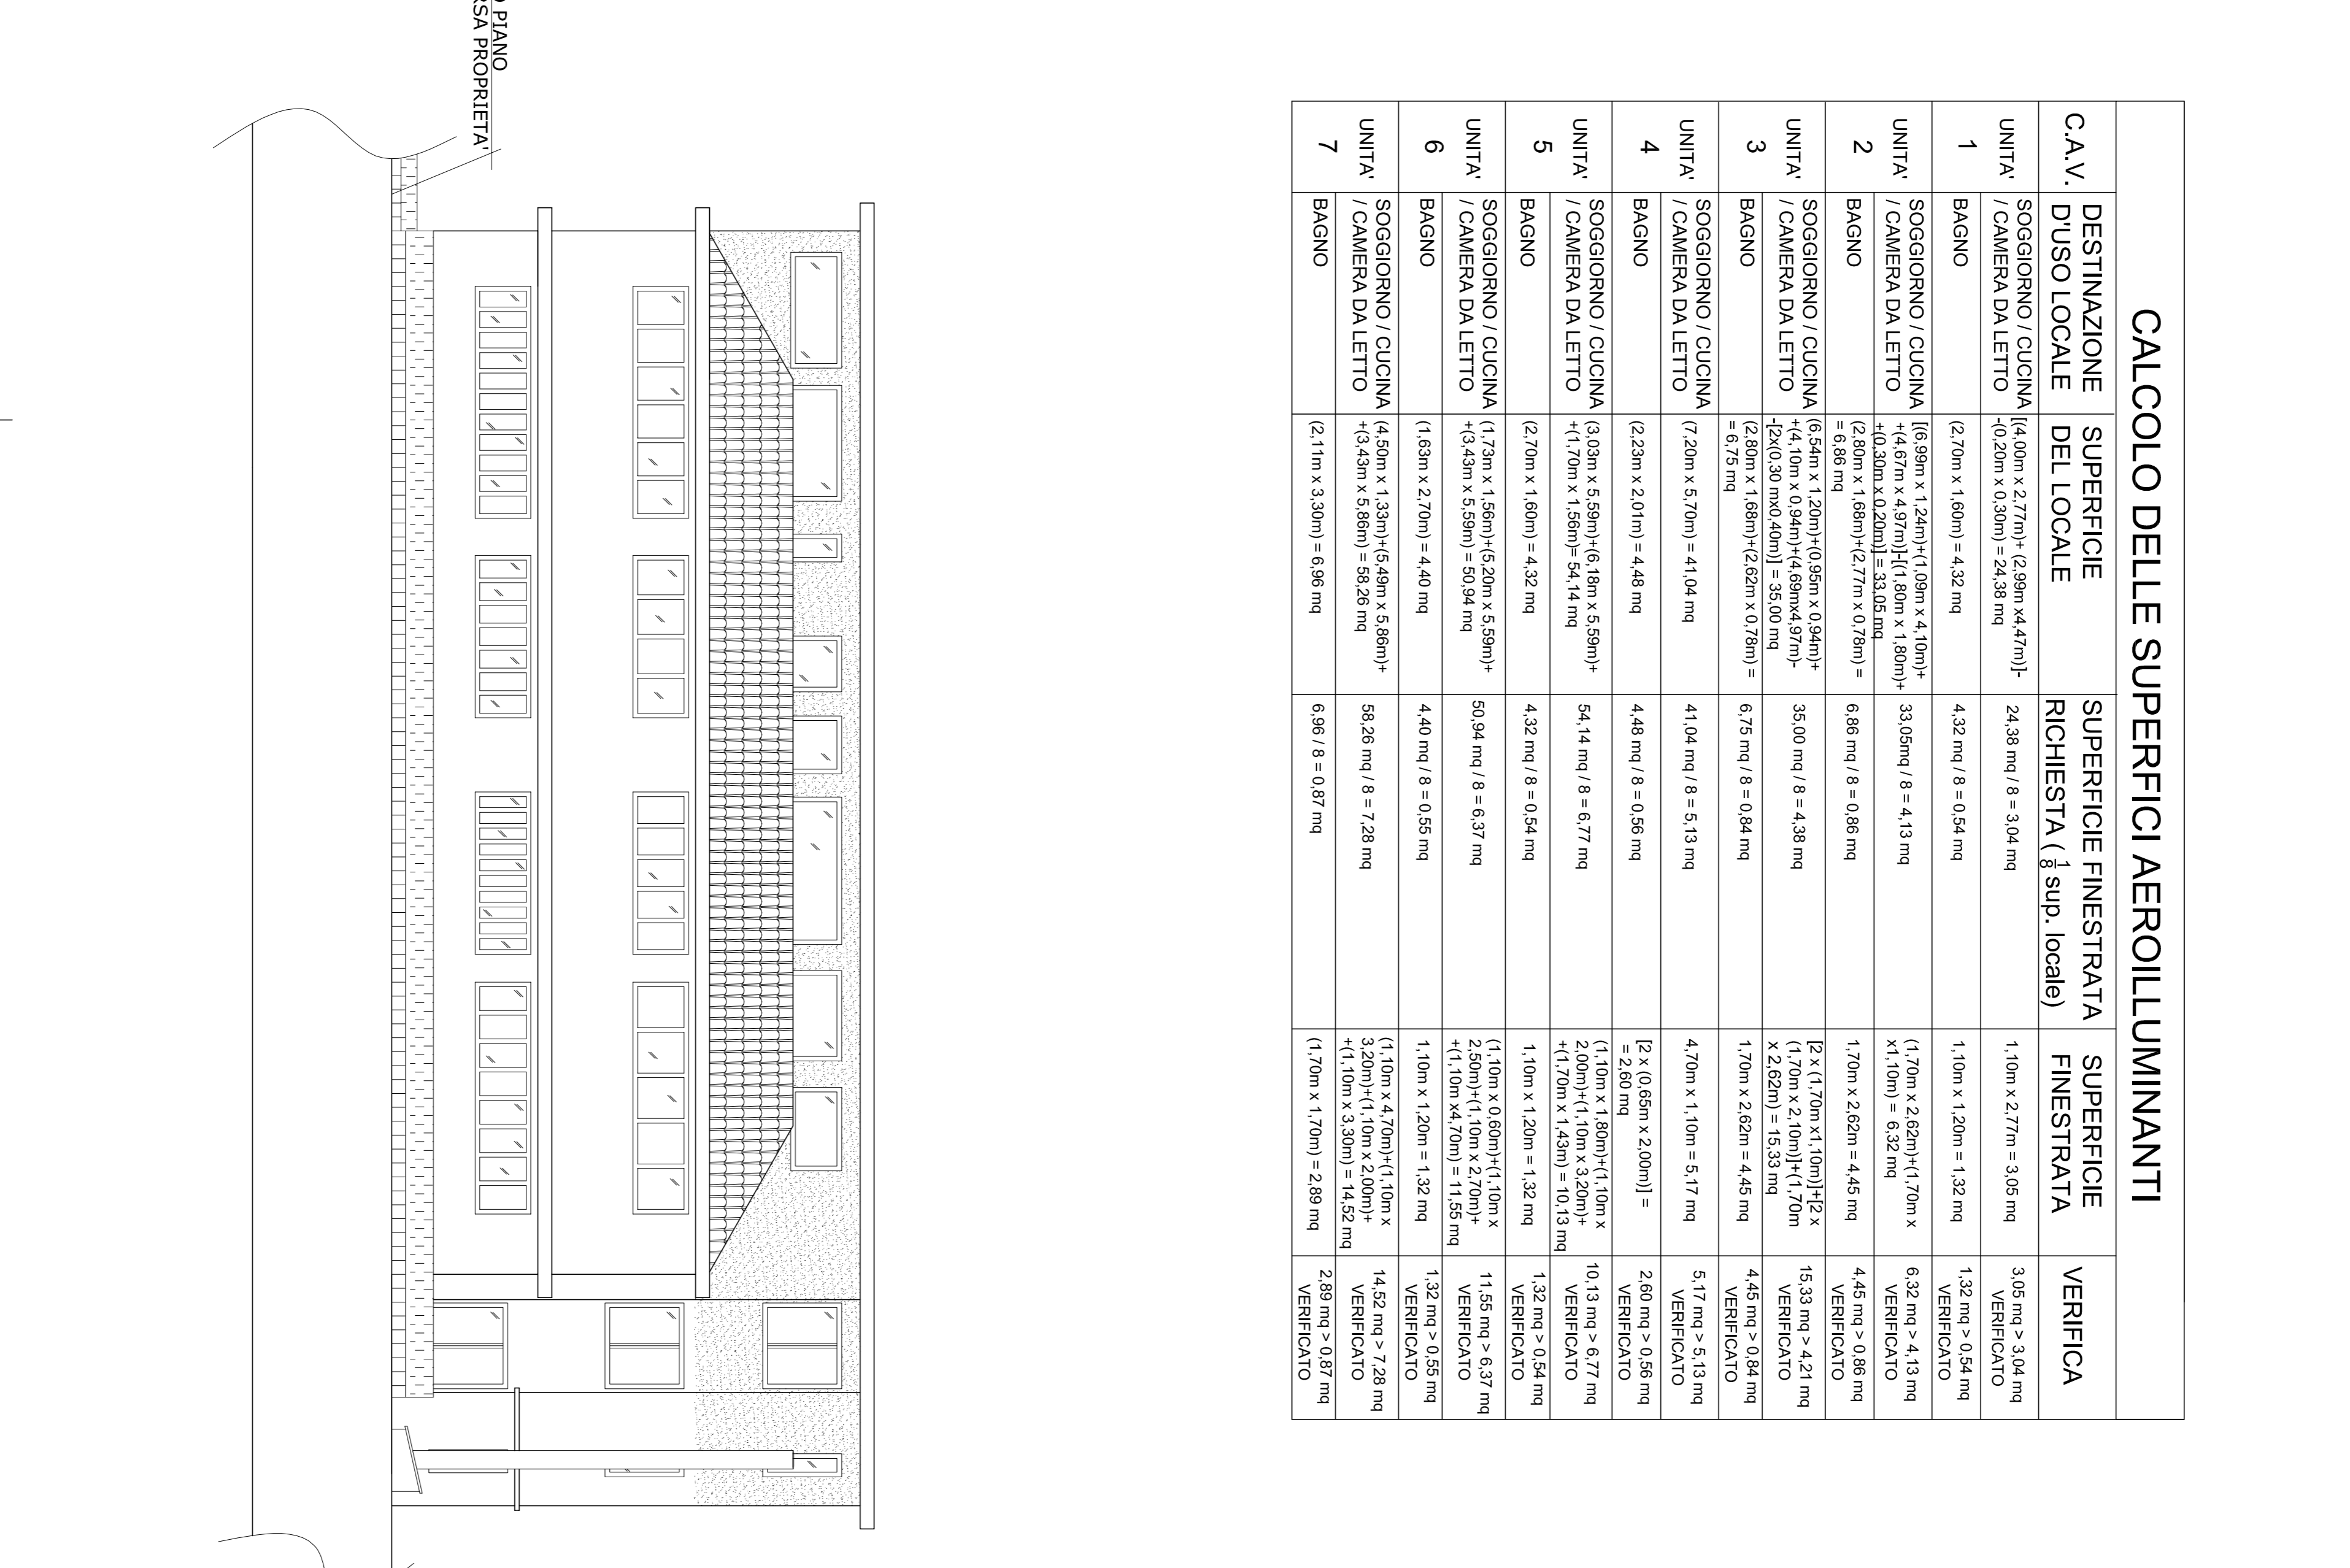 CALCOLO DELLE SUPERFICI AEROILLUMINANTI
C.A.V.
DESTINAZIONE
D'USO LOCALE
SUPERFICIE
DEL LOCALE
SUPERFICIE FINESTRATA
RICHIESTA ( 1/8 sup. locale)
SUPERFICIE
FINESTRATA
VERIFICA
UNITA'
1
SOGGIORNO / CUCINA
/ CAMERA DA LETTO
[(4,00m x 2,77m)+ (2,99m x4,47m)]-
-(0,20m x 0,30m) = 24,38 mq
24,38 mq / 8 = 3,04 mq
1,10m x 2,77m = 3,05 mq
3,05 mq > 3,04 mq
VERIFICATO
BAGNO
(2,70m x 1,60m) = 4,32 mq
4,32 mq / 8 = 0,54 mq
1,10m x 1,20m = 1,32 mq
1,32 mq > 0,54 mq
VERIFICATO
UNITA'
2
SOGGIORNO / CUCINA
/ CAMERA DA LETTO
[(6,99m x 1,24m)+(1,09m x 4,10m)+
+(4,67m x 4,97m)]-[(1,80m x 1,80m)+
+(0,30m x 0,20m)] = 33,05 mq
33,05mq / 8 = 4,13 mq
(1,70m x 2,62m)+(1,70m x
x1,10m) = 6,32 mq
6,32 mq > 4,13 mq
VERIFICATO
BAGNO
(2,80m x 1,68m)+(2,77m x 0,78m) =
= 6,86 mq
6,86 mq / 8 = 0,86 mq
1,70m x 2,62m = 4,45 mq
4,45 mq > 0,86 mq
VERIFICATO
UNITA'
3
SOGGIORNO / CUCINA
/ CAMERA DA LETTO
(6,54m x 1,20m)+(0,95m x 0,94m)+
+(4,10m x 0,94m)+(4,69mx4,97m)-
-[2x(0,30 mx0,40m)] = 35,00 mq
35,00 mq / 8 = 4,38 mq
[2 x (1,70m x1,10m)]+[2 x
(1,70m x 2,10m)]+(1,70m
x 2,62m) = 15,33 mq
15,33 mq > 4,21 mq
VERIFICATO
BAGNO
(2,80m x 1,68m)+(2,62m x 0,78m) =
= 6,75 mq
6,75 mq / 8 = 0,84 mq
1,70m x 2,62m = 4,45 mq
4,45 mq > 0,84 mq
VERIFICATO
UNITA'
4
SOGGIORNO / CUCINA
/ CAMERA DA LETTO
(7,20m x 5,70m) = 41,04 mq
41,04 mq / 8 = 5,13 mq
4,70m x 1,10m = 5,17 mq
5,17 mq > 5,13 mq
VERIFICATO
BAGNO
(2,23m x 2,01m) = 4,48 mq
4,48 mq / 8 = 0,56 mq
[2 x (0,65m x 2,00m)] =
= 2,60 mq
2,60 mq > 0,56 mq
VERIFICATO
UNITA'
5
SOGGIORNO / CUCINA
/ CAMERA DA LETTO
(3,03m x 5,59m)+(6,18m x 5,59m)+
+(1,70m x 1,56m)= 54,14 mq
54,14 mq / 8 = 6,77 mq
(1,10m x 1,80m)+(1,10m x
2,00m)+(1,10m x 3,20m)+
+(1,70m x 1,43m) = 10,13 mq
10,13 mq > 6,77 mq
VERIFICATO
BAGNO
(2,70m x 1,60m) = 4,32 mq
4,32 mq / 8 = 0,54 mq
1,10m x 1,20m = 1,32 mq
1,32 mq > 0,54 mq
VERIFICATO
UNITA'
6
SOGGIORNO / CUCINA
/ CAMERA DA LETTO
(1,73m x 1,56m)+(5,20m x 5,59m)+
+(3,43m x 5,59m) = 50,94 mq
50,94 mq / 8 = 6,37 mq
(1,10m x 0,60m)+(1,10m x
2,50m)+(1,10m x 2,70m)+
+(1,10m x4,70m) = 11,55 mq
11,55 mq > 6,37 mq
VERIFICATO
BAGNO
(1,63m x 2,70m) = 4,40 mq
4,40 mq / 8 = 0,55 mq
1,10m x 1,20m = 1,32 mq
1,32 mq > 0,55 mq
VERIFICATO
UNITA'
7
SOGGIORNO / CUCINA
/ CAMERA DA LETTO
(4,50m x 1,33m)+(5,49m x 5,86m)+
+(3,43m x 5,86m) = 58,26 mq
58,26 mq / 8 = 7,28 mq
(1,10m x 4,70m)+(1,10m x
3,20m)+(1,10m x 2,00m)+
+(1,10m x 3,30m) = 14,52 mq
14,52 mq > 7,28 mq
VERIFICATO
BAGNO
(2,11m x 3,30m) = 6,96 mq
6,96 / 8 = 0,87 mq
(1,70m x 1,70m) = 2,89 mq
2,89 mq > 0,87 mq
VERIFICATO
PIANO
PROPRIETA'